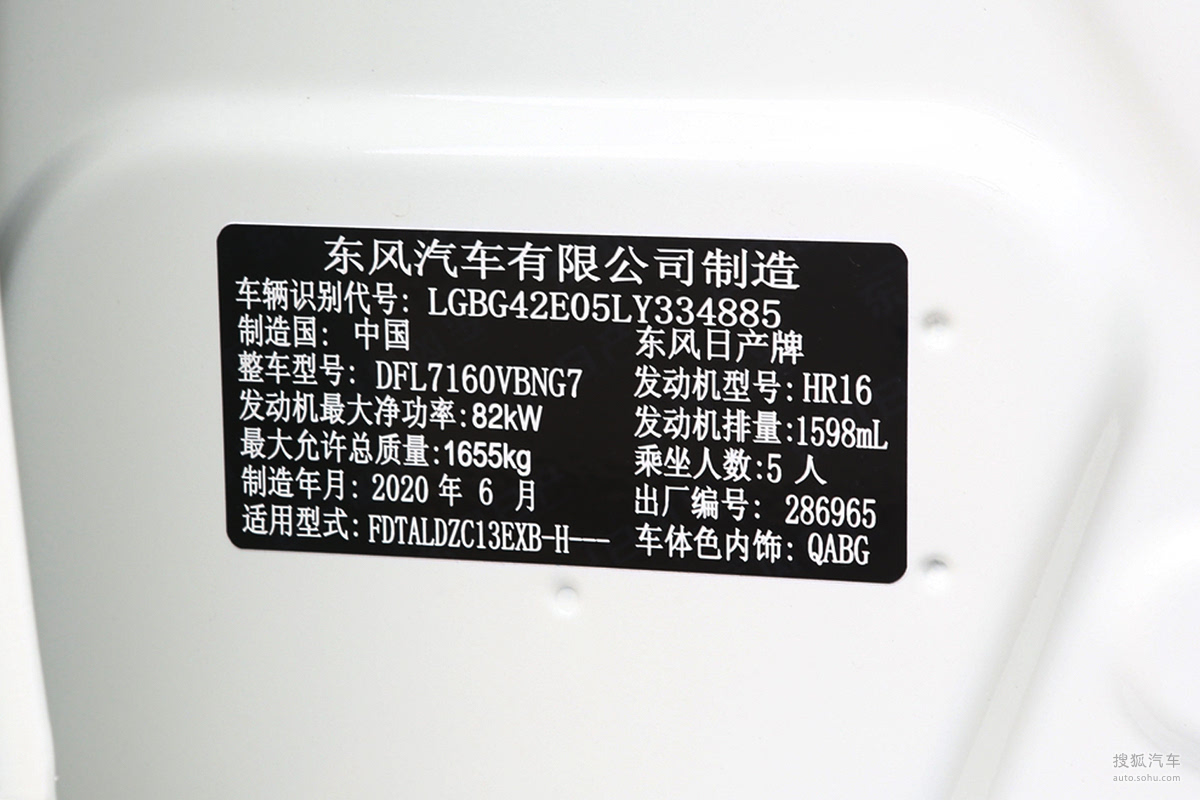 东风汽车有限公司制造
车辆识别代号: LGBG42E05LY334885
制造国: 中国
东风日产牌
整车型号: DFL7160VBNG7
发动机型号: HR16
发动机最大净功率:82kW
发动机排量:1598mL
最大允许总质量:1655kg
乘坐人数:5 人
制造年月: 2020 年 6 月
出厂编号: 286965
适用型式: FDTALDZC13EXB-H---
车体色内饰: QABG
搜狐汽车
auto.sohu.com